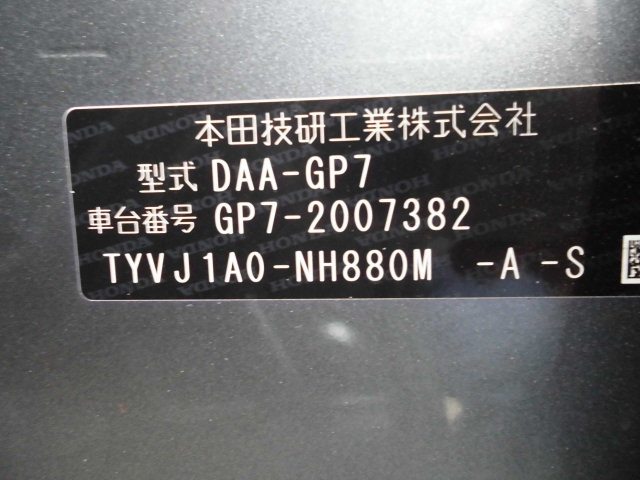 本田技研工業株式会社
型式 DAA-GP7
車台番号 GP7-2007382
TYVJ1A0-NH880M -A -S